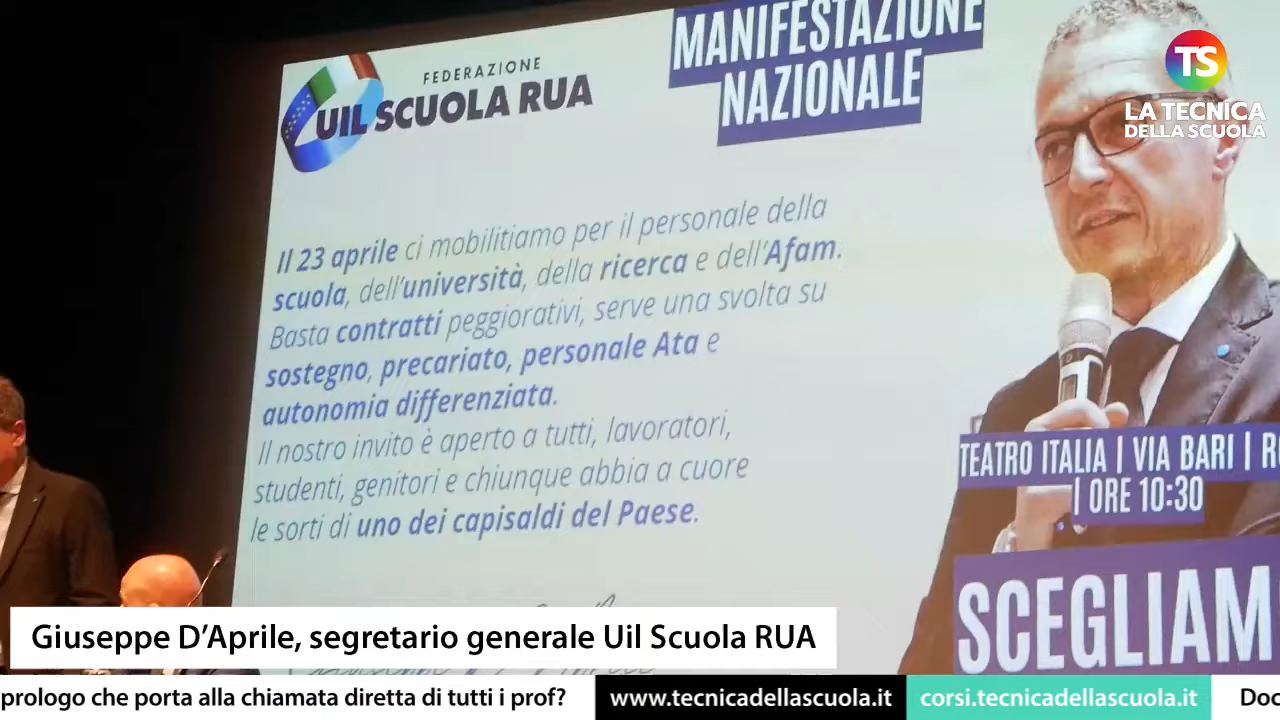 FEDERAZIONE
UIL SCUOLA RUA
MANIFESTAZIONE
NAZIONALE
TS
LA TECNICA
DELLA SCUOLA
Il 23 aprile ci mobilitiamo per il personale della
scuola, dell'università, della ricerca e dell'Afam.
Basta contratti peggiorativi, serve una svolta su
sostegno, precariato, personale Ata e
autonomia differenziata.
Il nostro invito è aperto a tutti, lavoratori,
studenti, genitori e chiunque abbia a cuore
le sorti di uno dei capisaldi del Paese.
TEATRO ITALIA | VIA BARI |
| ORE 10:30
SCEGLIAM
Giuseppe D'Aprile, segretario generale Uil Scuola RUA
prologo che porta alla chiamata diretta di tutti i prof?
www.tecnicadellascuola.it
corsi.tecnicadellascuola.it
Doc